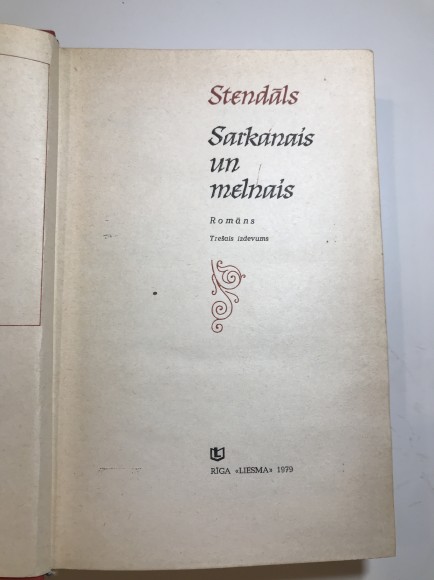 Stendāls
Sarkanais
un
melnais
Romāns
Trešais izdevums
RĪGA «LIESMA» 1979